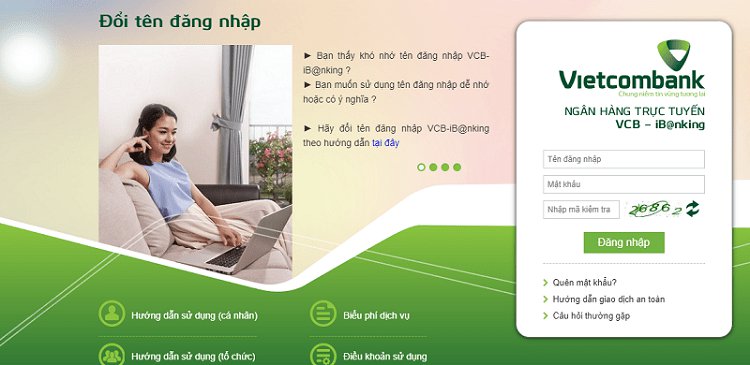 Đổi tên đăng nhập
► Bạn thấy khó nhớ tên đăng nhập VCB-
iB@nking ?
► Bạn muốn sử dụng tên đăng nhập dễ nhớ
hoặc có ý nghĩa ?
► Hãy đổi tên đăng nhập VCB-iB@nking
theo hướng dẫn tại đây
Hướng dẫn sử dụng (cá nhân)
Biểu phí dịch vụ
Hướng dẫn sử dụng (tổ chức)
Điều khoản sử dụng
Vietcombank
Chung niềm tin vững tương lai
NGÂN HÀNG TRỰC TUYẾN
VCB – iB@nking
Tên đăng nhập
Mật khẩu
Nhập mã kiểm tra
26862
Đăng nhập
Quên mật khẩu?
Hướng dẫn giao dịch an toàn
Câu hỏi thường gặp